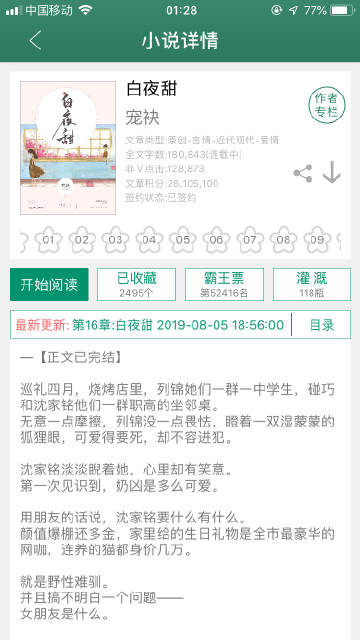 中国移动
01:28
77%
小说详情
白夜甜
宠袂
作者
专栏
文章类型:原创-言情-近代现代-爱情
全文字数:180,843(连载中)
非V点击:128,873
文章积分:26,105,100
签约状态:已签约
白夜甜
宠袂
01 02 03 04 05 06 07 08 09
开始阅读
已收藏
2495个
霸王票
第52416名
灌 溉
118瓶
最新更新: 第16章:白夜甜 2019-08-05 18:56:00
目录
—【正文已完结】
巡礼四月，烧烤店里，列锦她们一群一中学生，碰巧
和沈家铭他们一群职高的坐邻桌。
无意一点摩擦，列锦没一点畏怯，瞪着一双湿蒙蒙的
狐狸眼，可爱得要死，却不容进犯。
沈家铭淡淡睨着她，心里却有笑意。
第一次见识到，奶凶是多么可爱。
用朋友的话说，沈家铭要什么有什么。
颜值爆棚还多金，家里给的生日礼物是全市最豪华的
网咖，连养的猫都身价几万。
就是野性难驯。
并且搞不明白一个问题——
女朋友是什么。